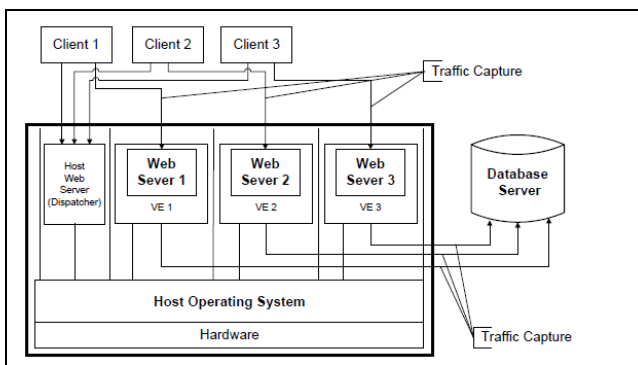 Client 1
Client 2
Client 3
Traffic Capture
Host
Web
Server
(Dispatcher)
Web
Sever 1
VE 1
Web
Sever 2
VE 2
Web
Sever 3
VE 3
Database
Server
Host Operating System
Hardware
Traffic Capture